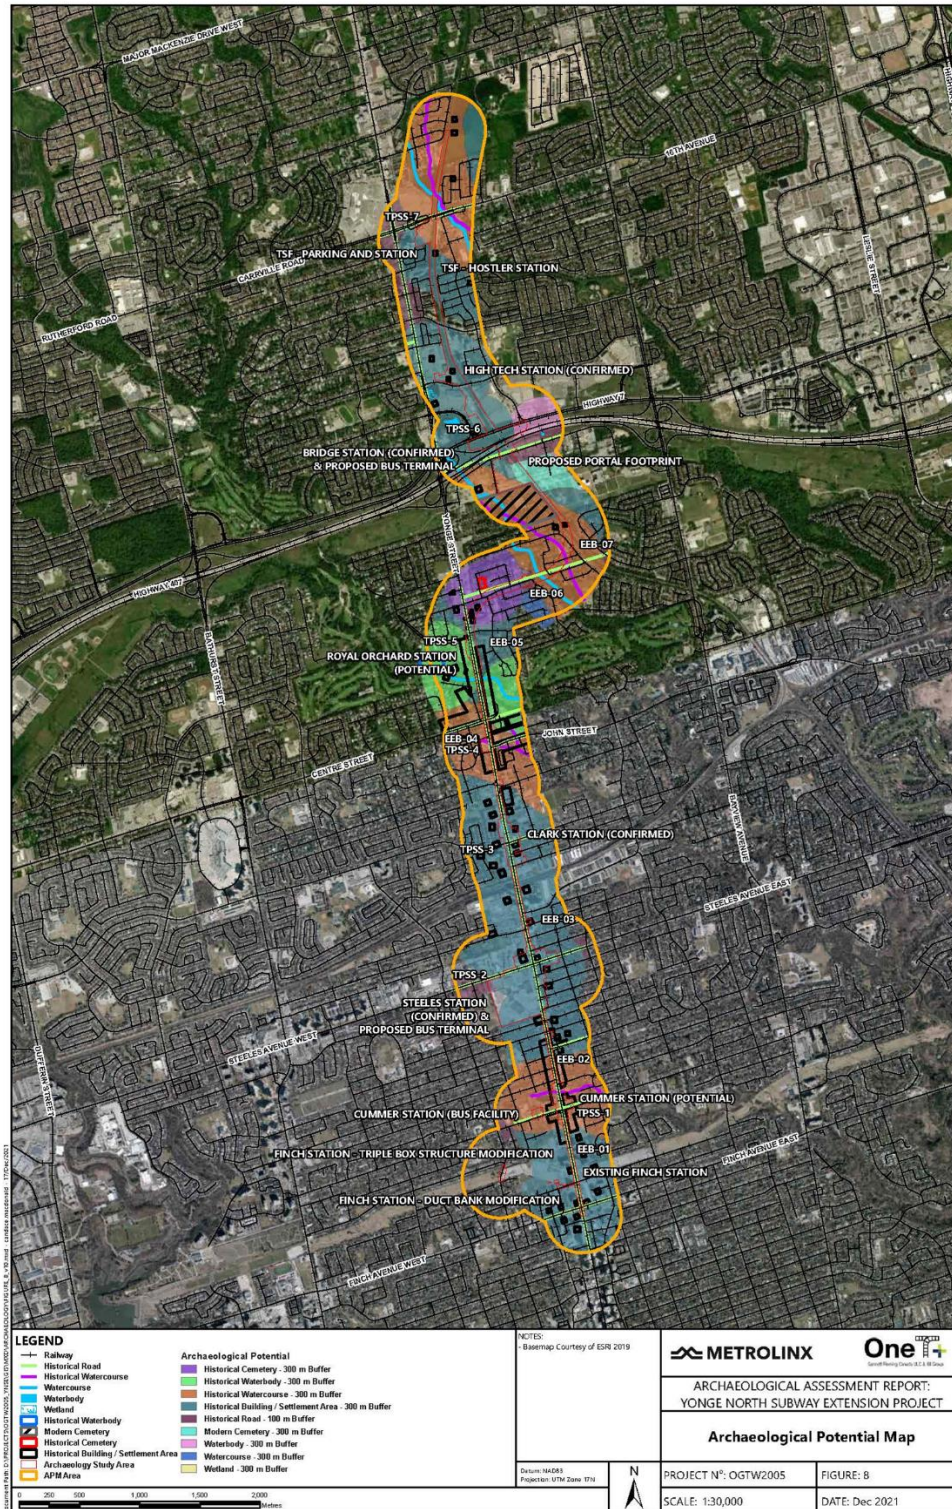 MAJOR MACKENZIE DRIVE WEST
16TH AVENUE
TPSS-7
TSF - PARKING AND STATION
TSF - HOSTLER STATION
CARRVILLE ROAD
RUTHERFORD ROAD
LESLIE STREET
HIGH TECH STATION (CONFIRMED)
HIGHWAY 7
TPSS-6
BRIDGE STATION (CONFIRMED)
& PROPOSED BUS TERMINAL
PROPOSED PORTAL FOOTPRINT
YONGE STREET
EEB-07
HIGHWAY 407
EEB-06
BATHURST STREET
TPSS-5
EEB-05
ROYAL ORCHARD STATION
(POTENTIAL)
EEB-04
TPSS-4
JOHN STREET
CENTRE STREET
BAYVIEW AVENUE
CLARK STATION (CONFIRMED)
TPSS-3
STEELES AVENUE EAST
EEB-03
TPSS-2
STEELES STATION
(CONFIRMED) &
PROPOSED BUS TERMINAL
STEELES AVENUE WEST
DUFFERIN STREET
EEB-02
CUMMER STATION (POTENTIAL)
CUMMER STATION (BUS FACILITY)
TPSS-1
EEB-01
FINCH AVENUE EAST
FINCH STATION - TRIPLE BOX STRUCTURE MODIFICATION
EXISTING FINCH STATION
FINCH STATION - DUCT BANK MODIFICATION
FINCH AVENUE WEST
LEGEND
Railway
Historical Road
Historical Watercourse
Watercourse
Waterbody
Wetland
Historical Waterbody
Modern Cemetery
Historical Cemetery
Historical Building / Settlement Area
Archaeology Study Area
APM Area
Archaeological Potential
Historical Cemetery - 300 m Buffer
Historical Waterbody - 300 m Buffer
Historical Watercourse - 300 m Buffer
Historical Building / Settlement Area - 300 m Buffer
Historical Road - 100 m Buffer
Modern Cemetery - 300 m Buffer
Waterbody - 300 m Buffer
Watercourse - 300 m Buffer
Wetland - 300 m Buffer
0 250 500 1,000 1,500 2,000
Metres
NOTES:
- Basemap Courtesy of ESRI 2019
Datum: NAD83
Projection: UTM Zone 17N
N
METROLINX
One T+
ARCHAEOLOGICAL ASSESSMENT REPORT:
YONGE NORTH SUBWAY EXTENSION PROJECT
Archaeological Potential Map
PROJECT Nº: OGTW2005
FIGURE: 8
SCALE: 1:30,000
DATE: Dec 2021